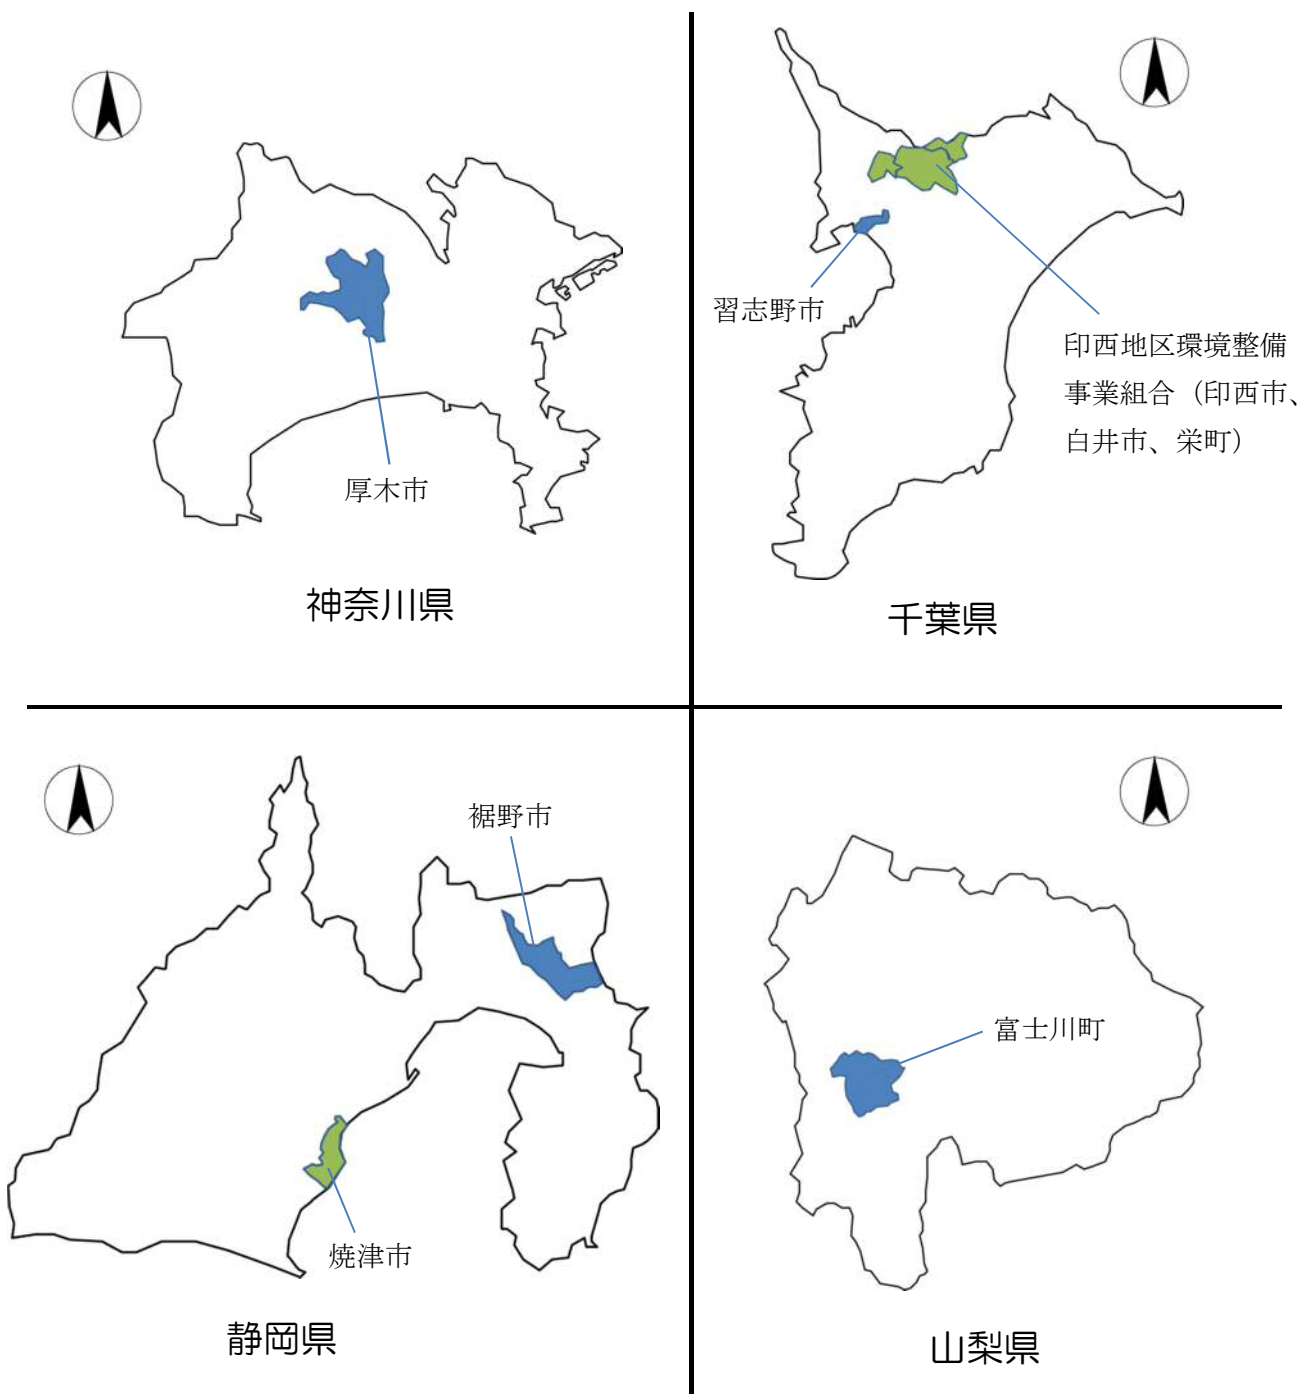 厚木市
神奈川県
習志野市
印西地区環境整備
事業組合（印西市、
白井市、栄町）
千葉県
裾野市
焼津市
静岡県
富士川町
山梨県